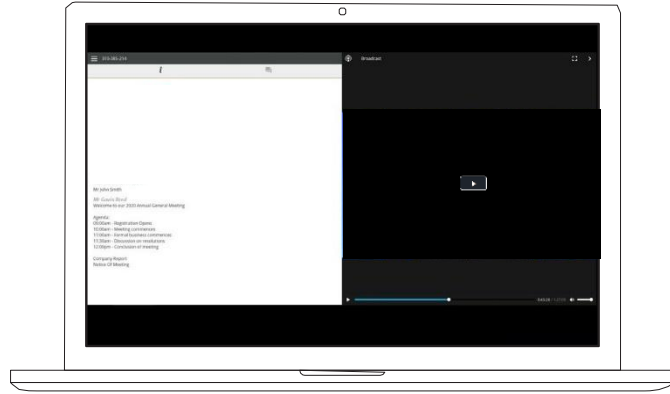 Broadcast
Mr John Smith
Welcome to our 2020 Annual General Meeting
Agenda:
09:00am - Registration Opens
10:00am - Meeting commences
11:00am - Formal business commences
11:30am - Discussion on resolutions
12:00pm - Conclusion of meeting
Company Report
Notice Of Meeting